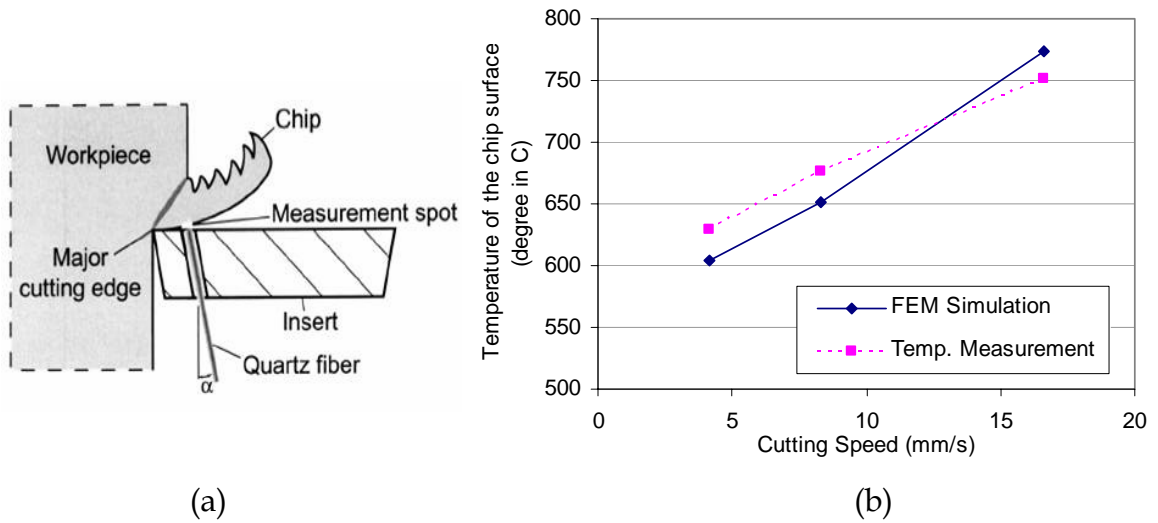 Workpiece
Chip
Measurement spot
Major
cutting edge
Insert
Quartz fiber
α
(a)
Temperature of the chip surface
(degree in C)
800
750
700
650
600
550
500
0
5
10
15
20
Cutting Speed (mm/s)
FEM Simulation
Temp. Measurement
(b)